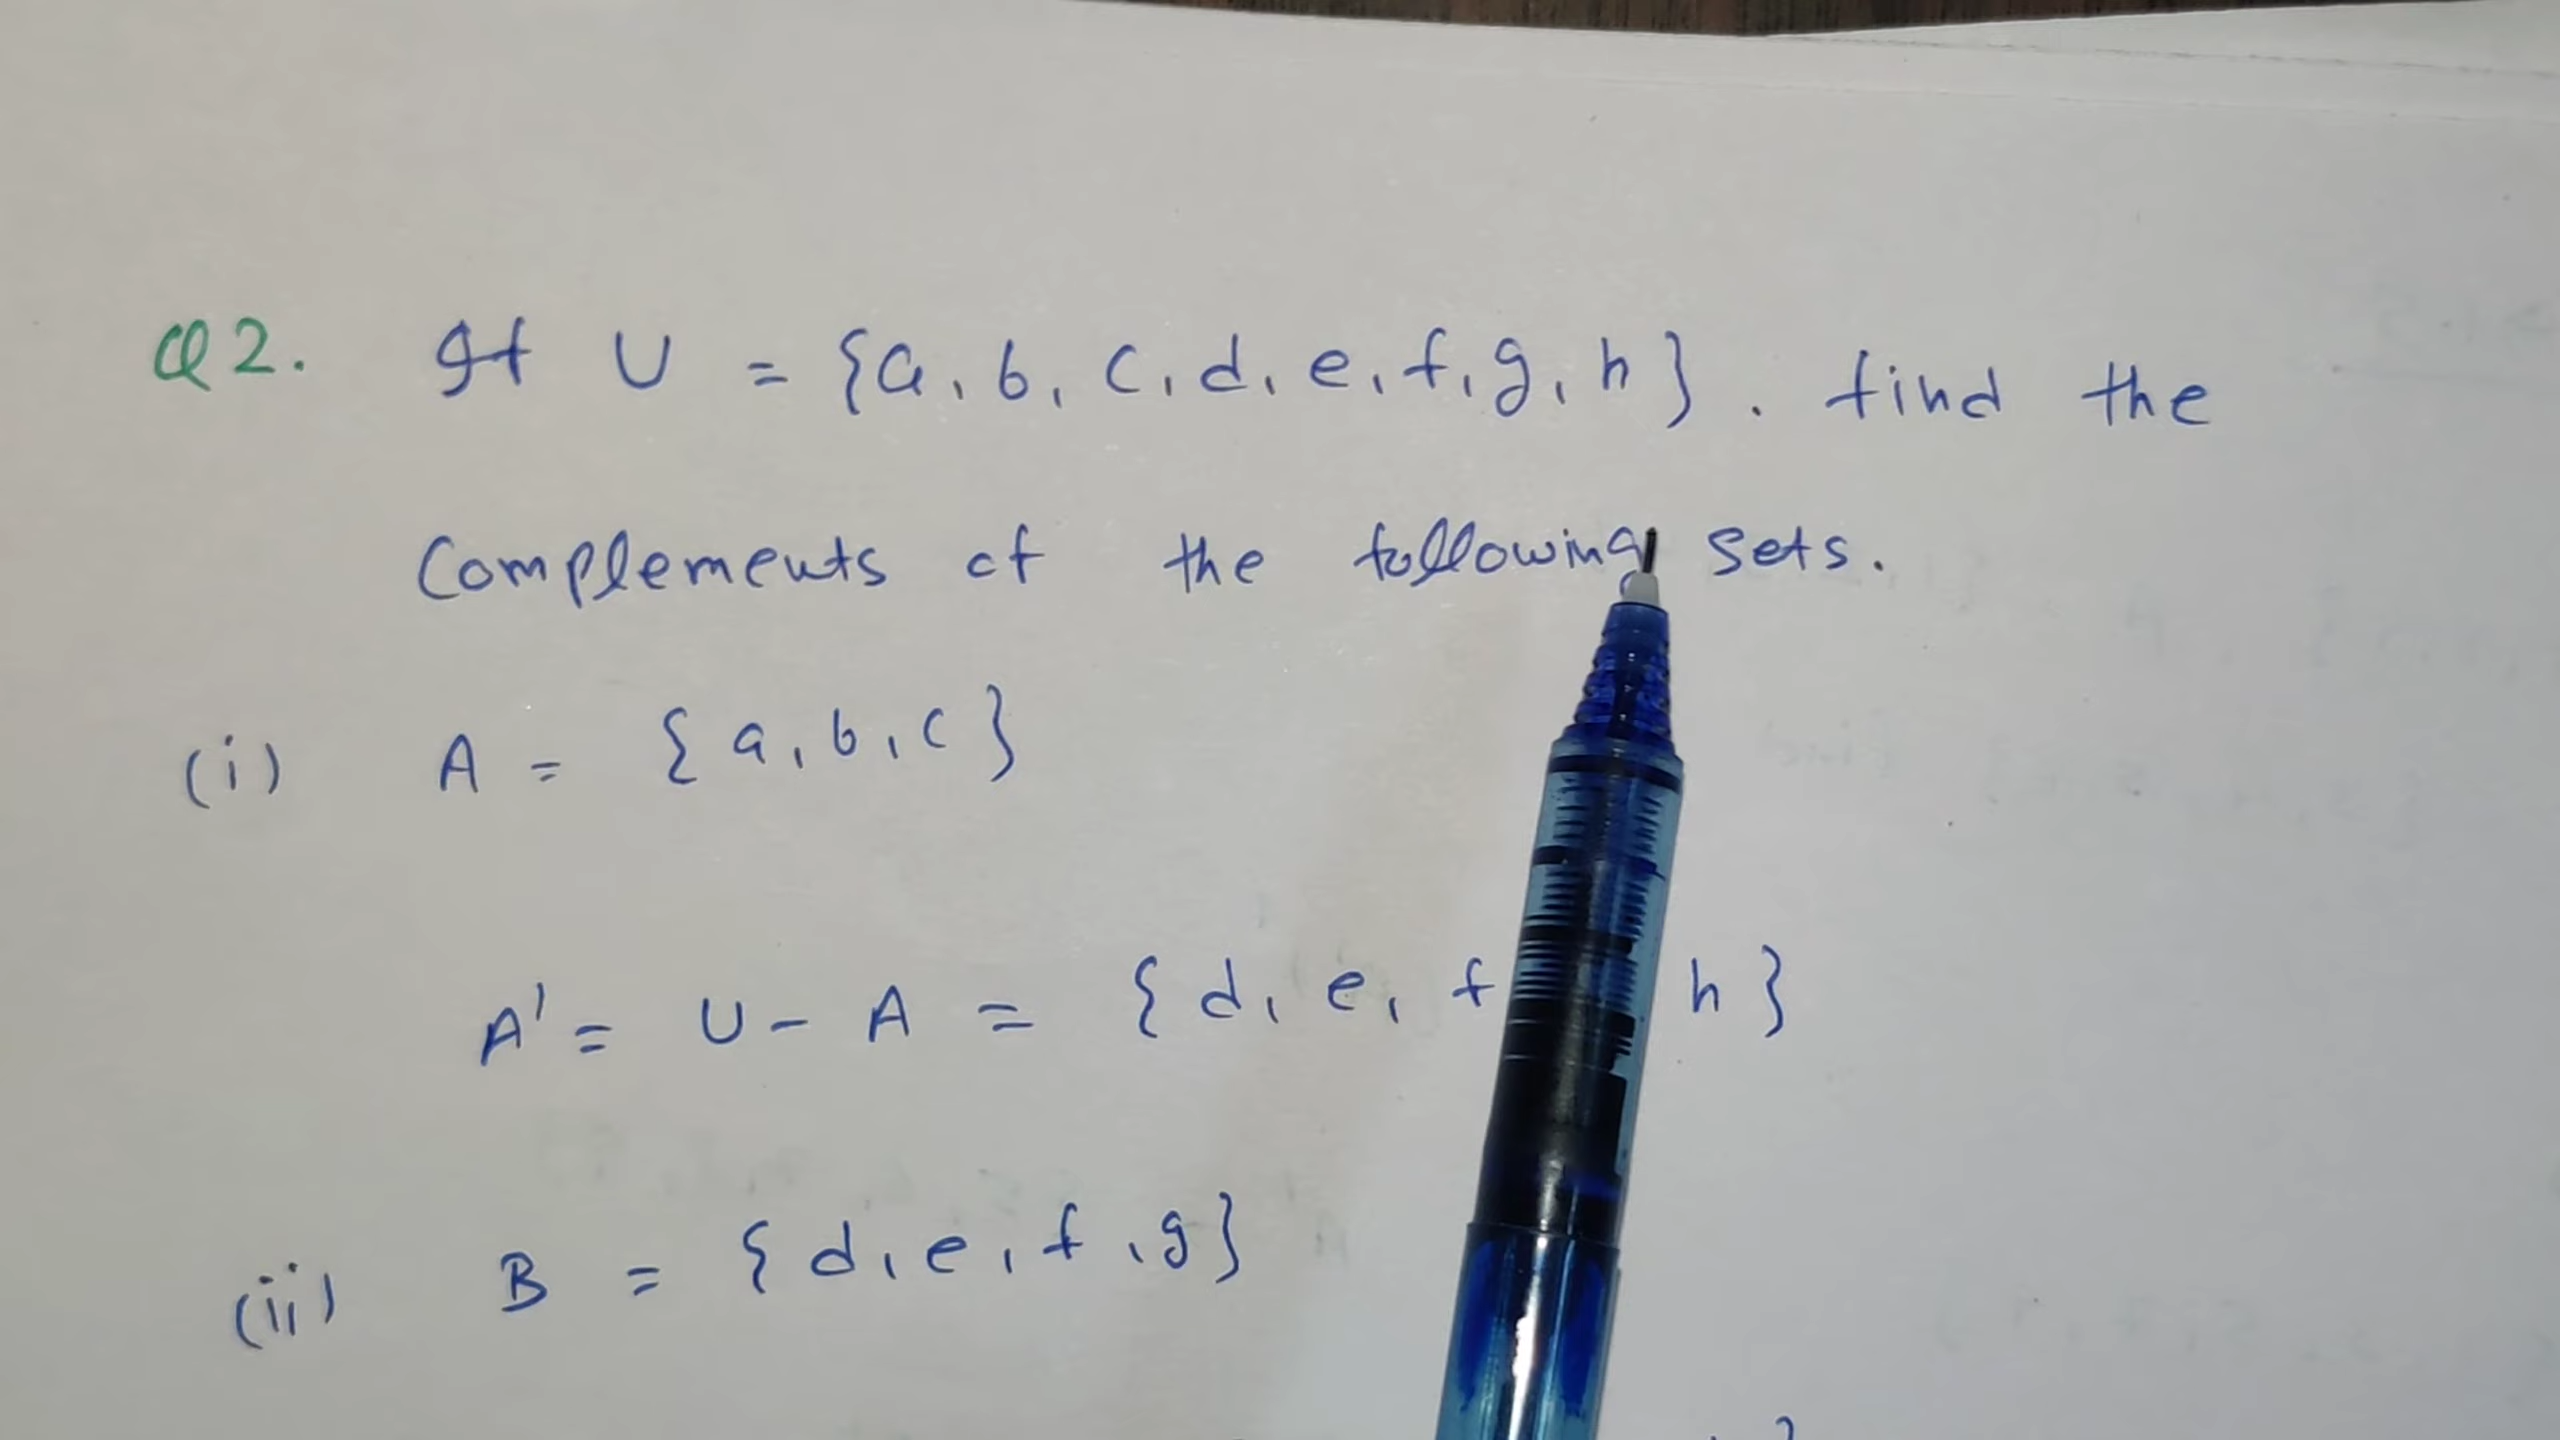 Q2. If U = {a, b, c, d, e, f, g, h}. find the
Complements of the following sets.
(i) A = {a, b, c}
A' = U - A = {d, e, f h}
(ii) B = {d, e, f, g}